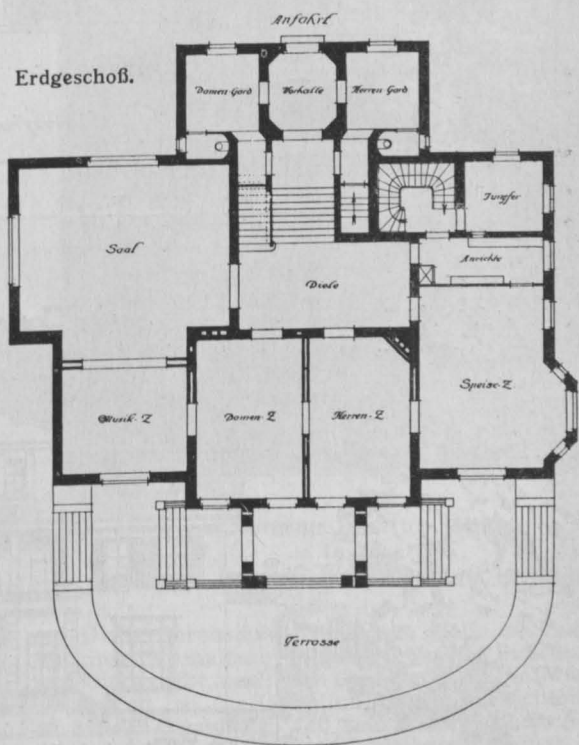 Anfahrt
Erdgeschoß.
Damen-Gard
Vorhalle
Herren-Gard
Saal
Jungfer
Anrichte
Diele
Musik-Z
Damen-Z
Herren-Z
Speise-Z
Terrasse